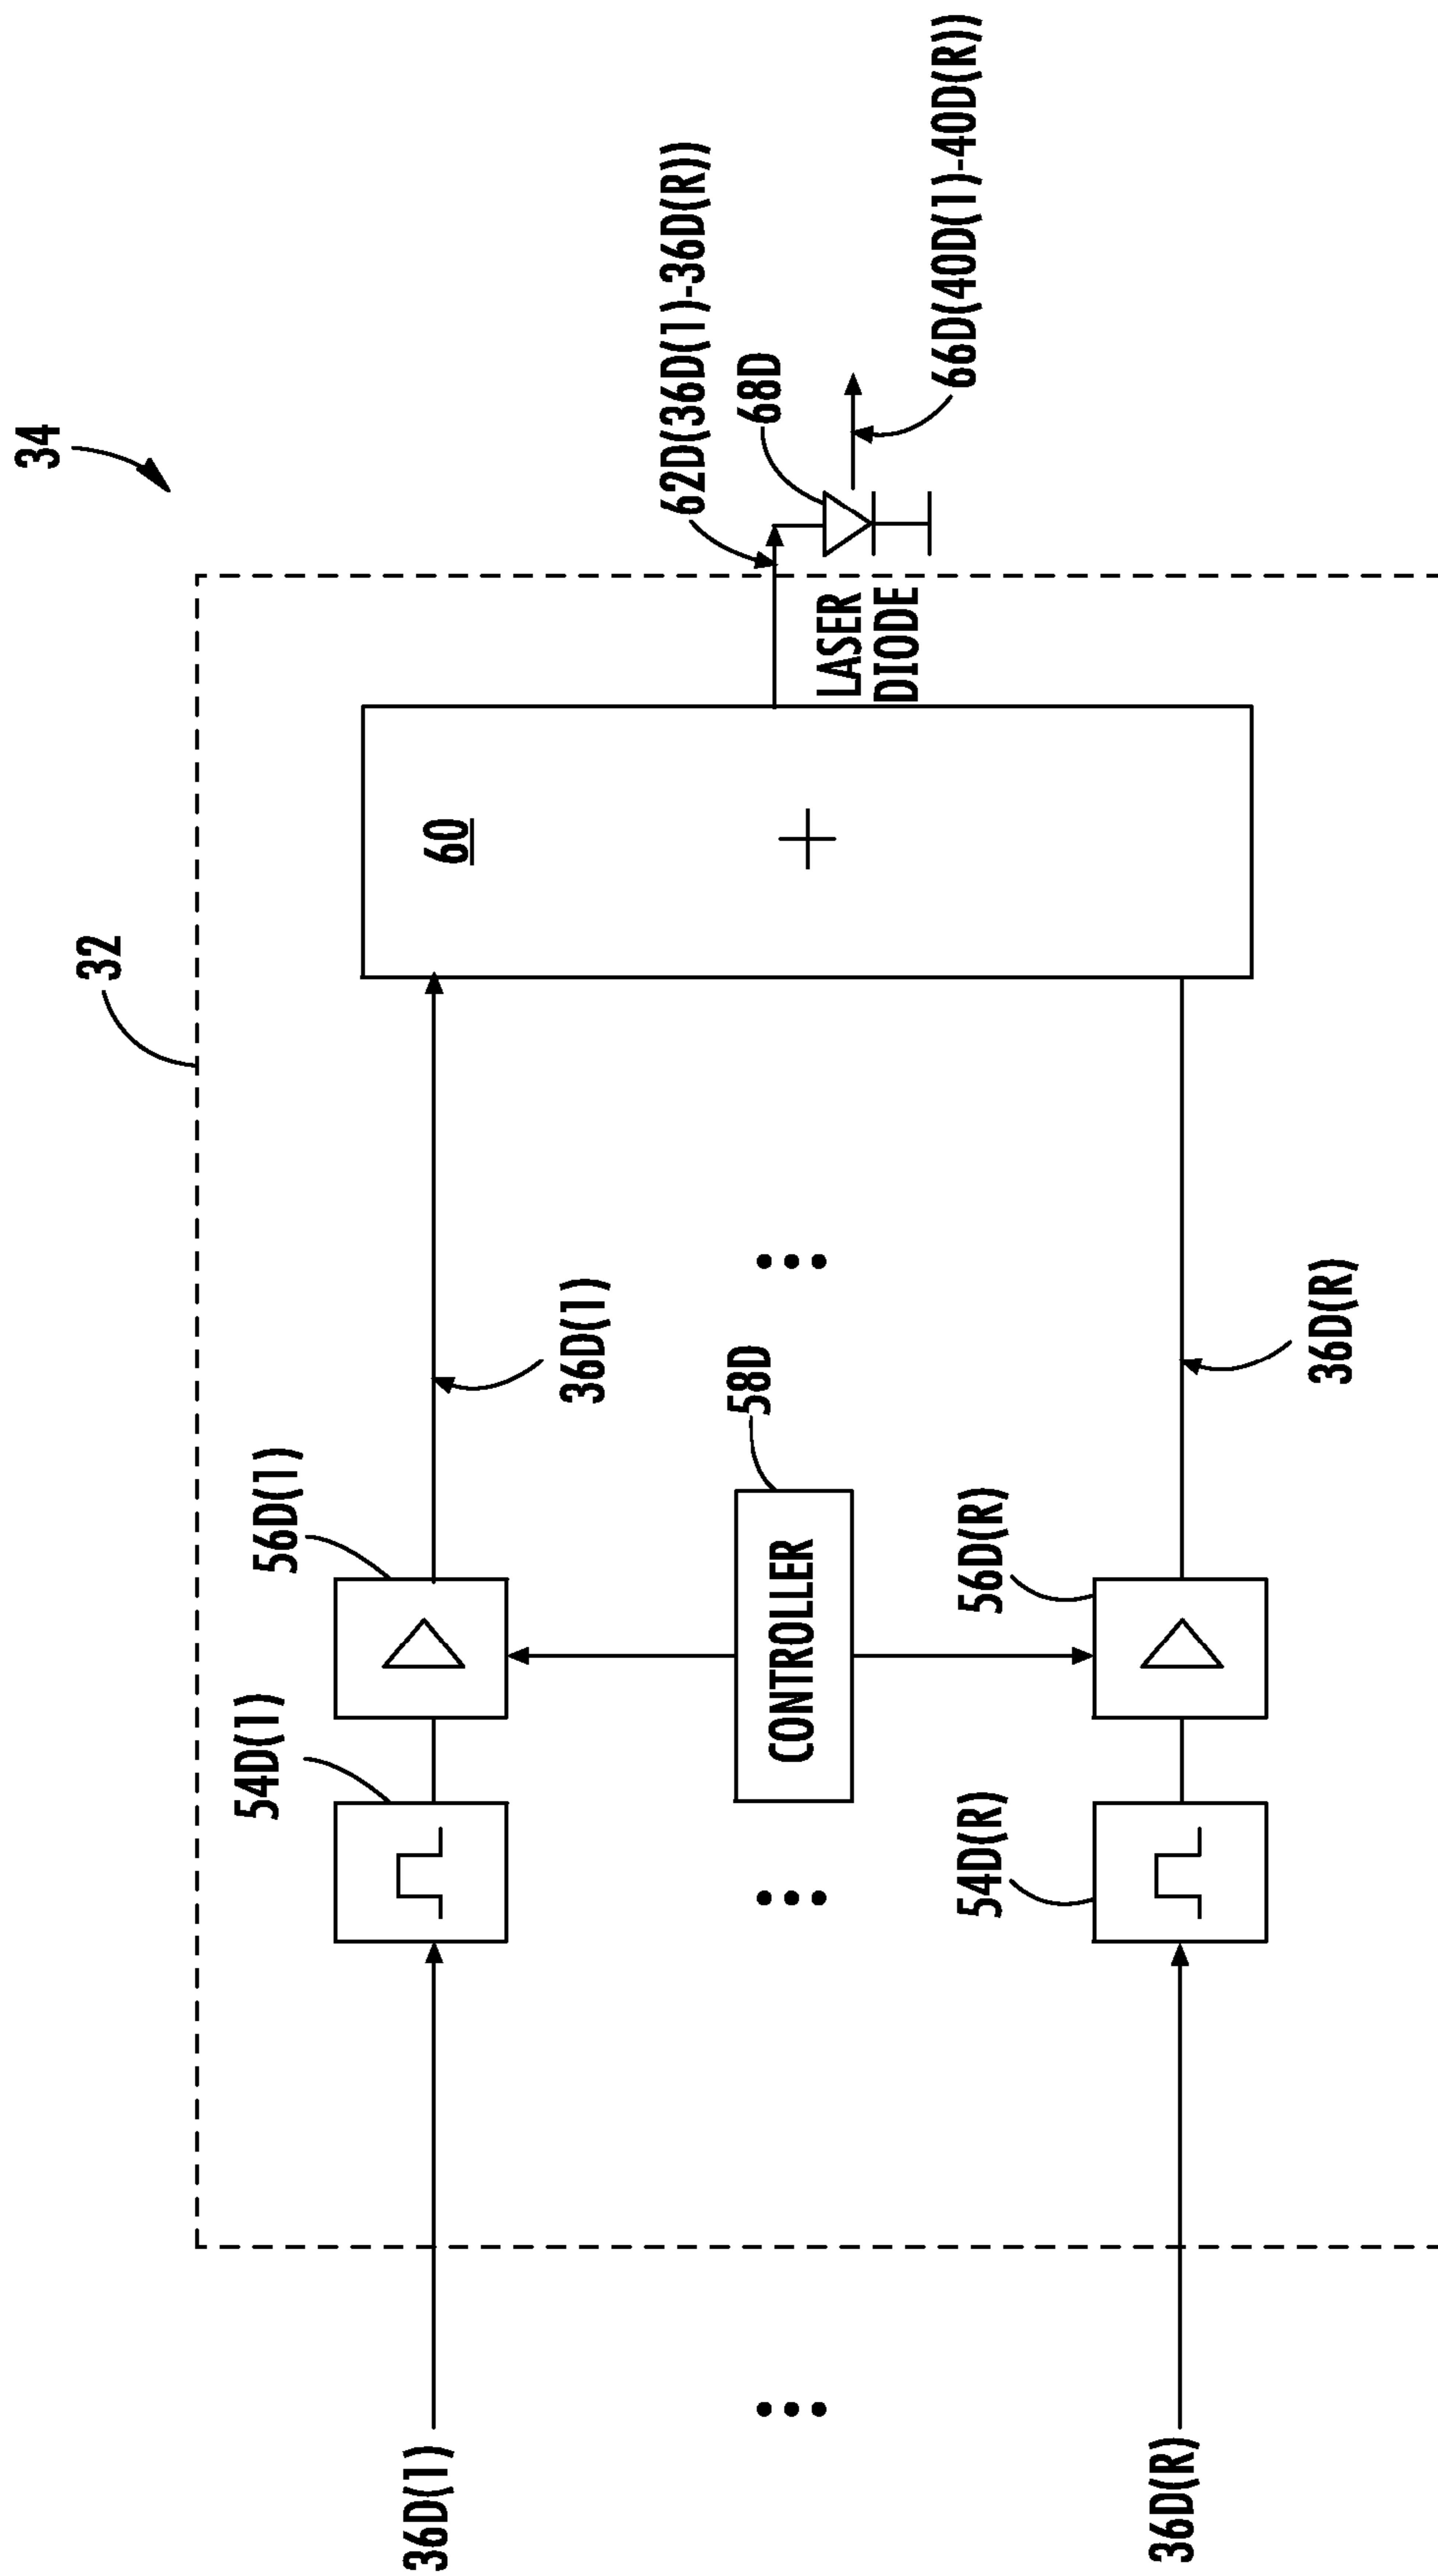 34
32
36D(1)
54D(1)
56D(1)
36D(1)
60
62D(36D(1)-36D(R))
68D
LASER
DIODE
66D(40D(1)-40D(R))
CONTROLLER
58D
36D(R)
54D(R)
56D(R)
36D(R)